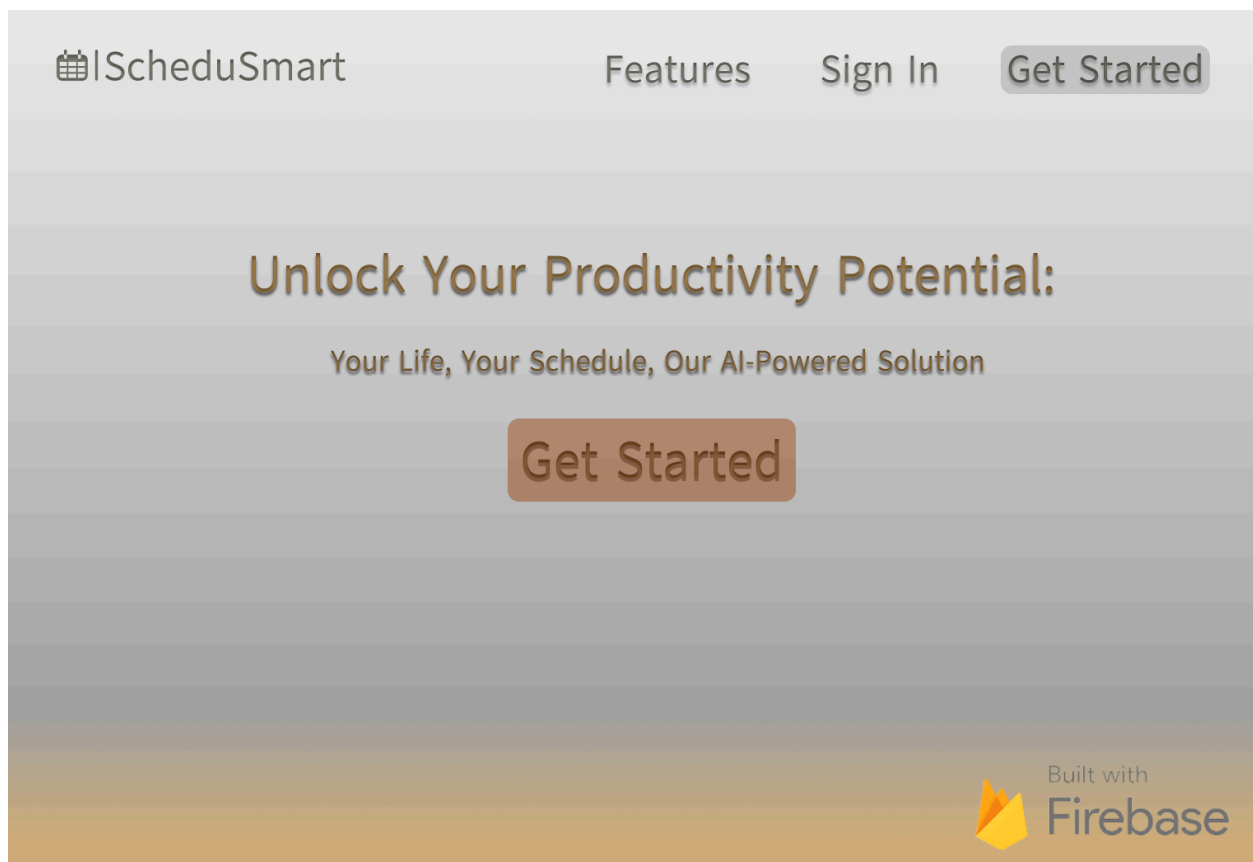 |ScheduSmart
Features
Sign In
Get Started
Unlock Your Productivity Potential:
Your Life, Your Schedule, Our AI-Powered Solution
Get Started
Built with
Firebase